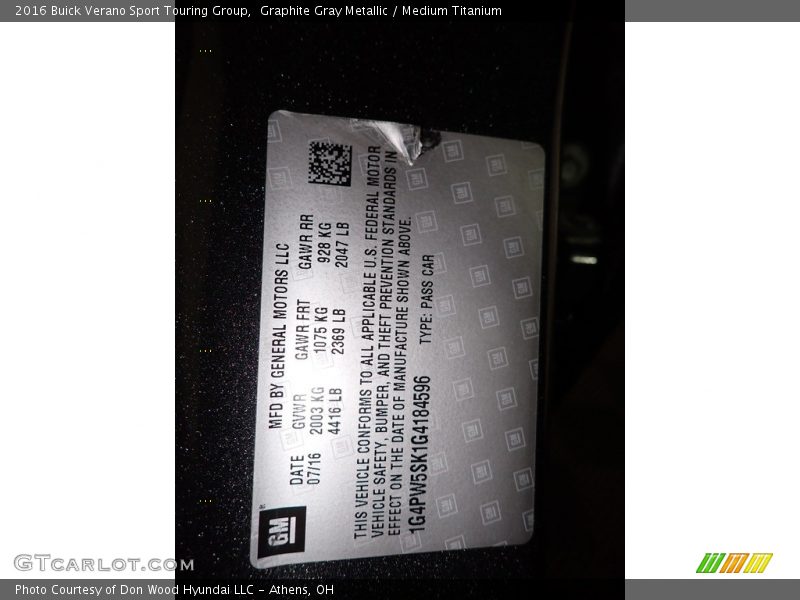 2016 Buick Verano Sport Touring Group,  Graphite Gray Metallic / Medium Titanium
MFD BY GENERAL MOTORS LLC
DATE GVWR GAWR FRT GAWR RR
07/16 2003 KG 1075 KG 928 KG
4416 LB 2369 LB 2047 LB
THIS VEHICLE CONFORMS TO ALL APPLICABLE U.S. FEDERAL MOTOR
VEHICLE SAFETY, BUMPER, AND THEFT PREVENTION STANDARDS IN
EFFECT ON THE DATE OF MANUFACTURE SHOWN ABOVE.
1G4PW5SK1G4184596 TYPE: PASS CAR
GM
GTcarlot.com
Photo Courtesy of Don Wood Hyundai LLC - Athens, OH